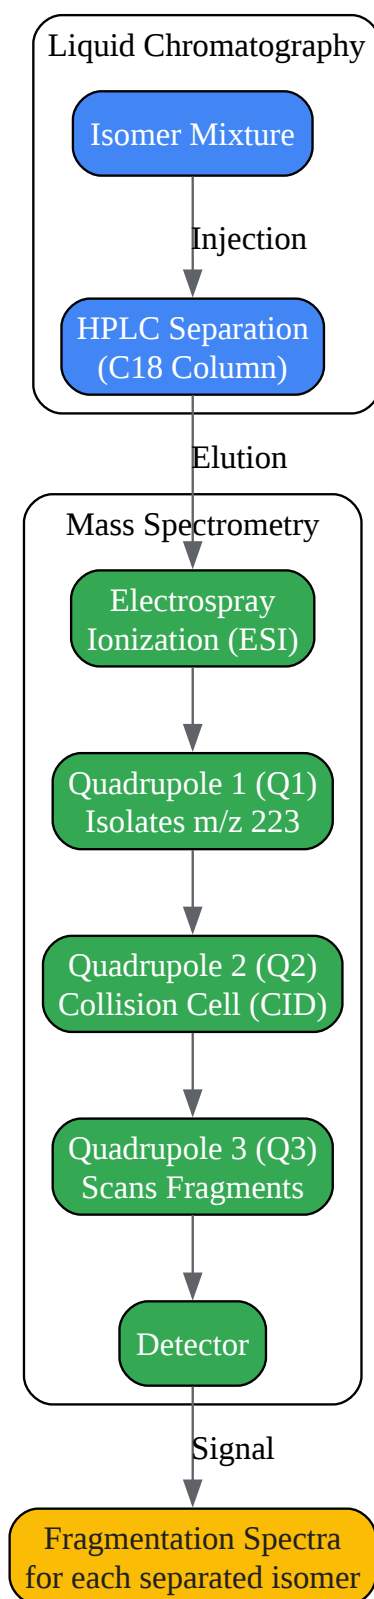 Liquid Chromatography
Isomer Mixture
Injection
HPLC Separation
(C18 Column)
Elution
Mass Spectrometry
Electrospray
Ionization (ESI)
Quadrupole 1 (Q1)
Isolates m/z 223
Quadrupole 2 (Q2)
Collision Cell (CID)
Quadrupole 3 (Q3)
Scans Fragments
Detector
Signal
Fragmentation Spectra
for each separated isomer